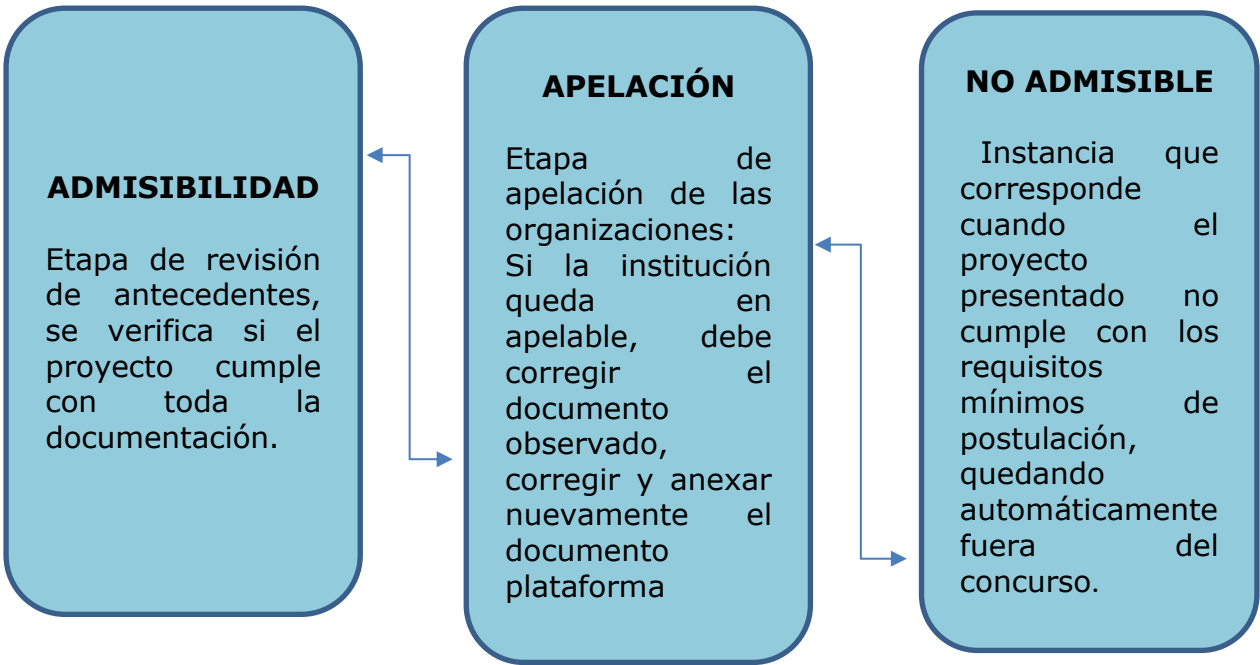 ADMISIBILIDAD
Etapa de revisión
de antecedentes,
se verifica si el
proyecto cumple
con toda la
documentación.
APELACIÓN
Etapa de
apelación de las
organizaciones:
Si la institución
queda en
apelable, debe
corregir el
documento
observado,
corregir y anexar
nuevamente el
documento
plataforma
NO ADMISIBLE
Instancia que
corresponde
cuando el
proyecto
presentado no
cumple con los
requisitos
mínimos de
postulación,
quedando
automáticamente
fuera del
concurso.